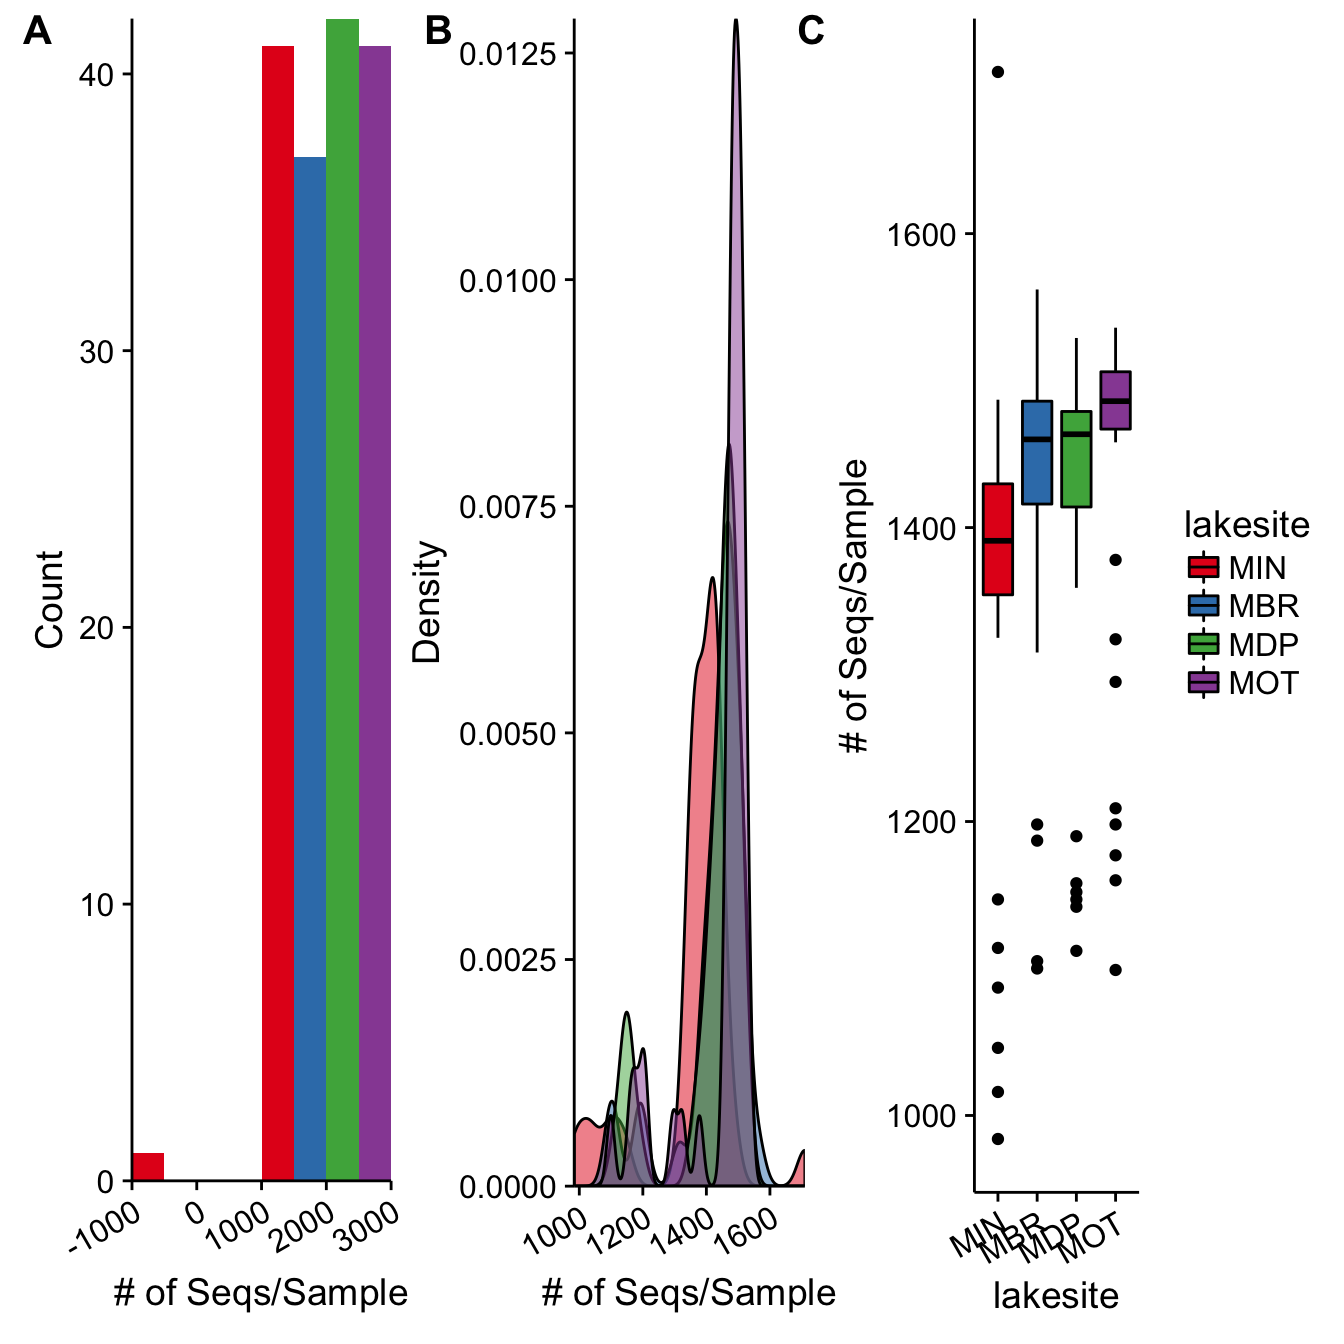 A
Count
40
30
20
10
0
-1000
0
1000
2000
3000
# of Seqs/Sample
B
Density
0.0125
0.0100
0.0075
0.0050
0.0025
0.0000
1000
1200
1400
1600
# of Seqs/Sample
C
# of Seqs/Sample
1600
1400
1200
1000
MIN
MBR
MDP
MOT
lakesite
lakesite
MIN
MBR
MDP
MOT